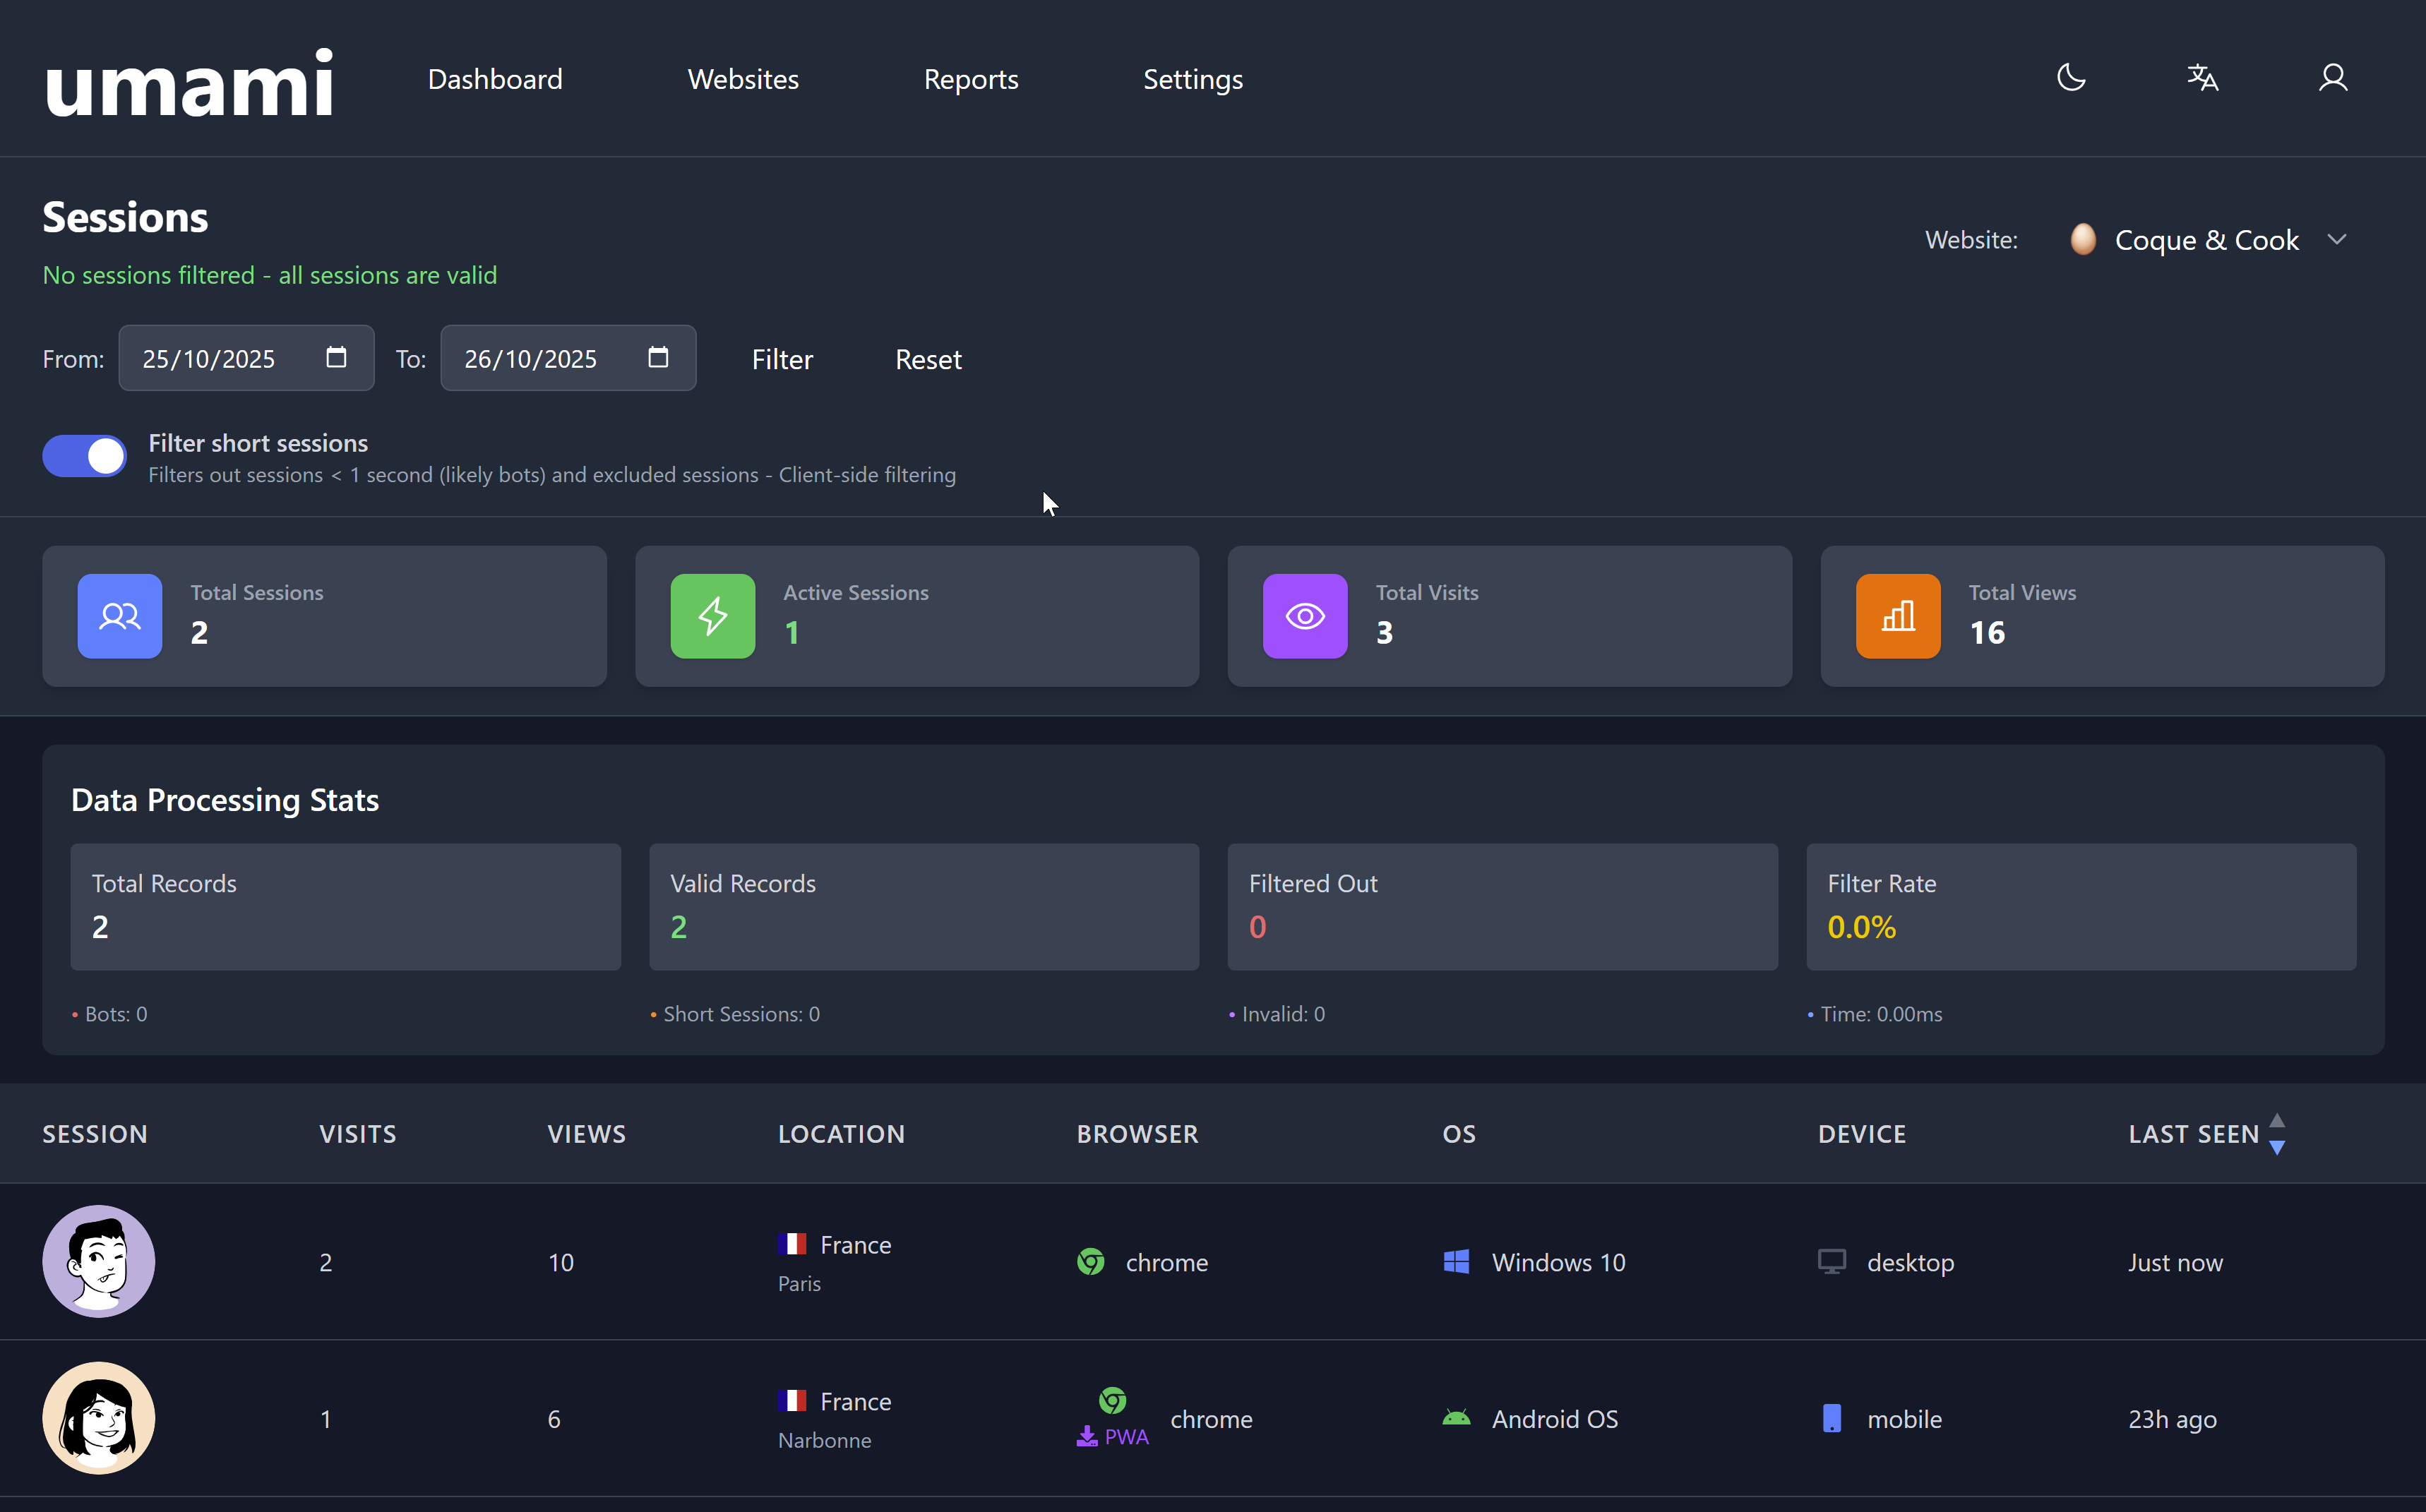 umami
Dashboard
Websites
Reports
Settings
Sessions
No sessions filtered - all sessions are valid
Website:
Coque & Cook
From:
25/10/2025
To:
26/10/2025
Filter
Reset
Filter short sessions
Filters out sessions < 1 second (likely bots) and excluded sessions - Client-side filtering
Total Sessions
2
Active Sessions
1
Total Visits
3
Total Views
16
Data Processing Stats
Total Records
2
Valid Records
2
Filtered Out
0
Filter Rate
0.0%
• Bots: 0
• Short Sessions: 0
• Invalid: 0
• Time: 0.00ms
SESSION VISITS VIEWS LOCATION BROWSER OS DEVICE LAST SEEN
2 10 France chrome Windows 10 desktop Just now
Paris
1 6 France chrome Android OS mobile 23h ago
Narbonne
PWA